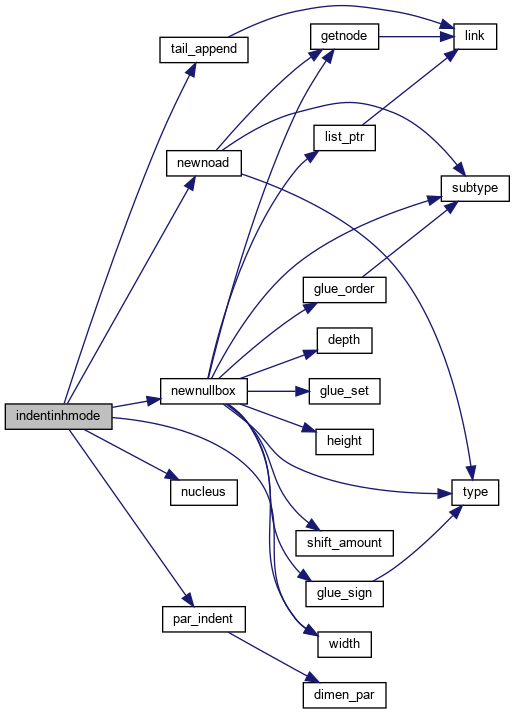 getnode
link
tail_append
list_ptr
newnoad
subtype
glue_order
depth
newnullbox
glue_set
indentinhmode
height
nucleus
type
shift_amount
glue_sign
par_indent
width
dimen_par